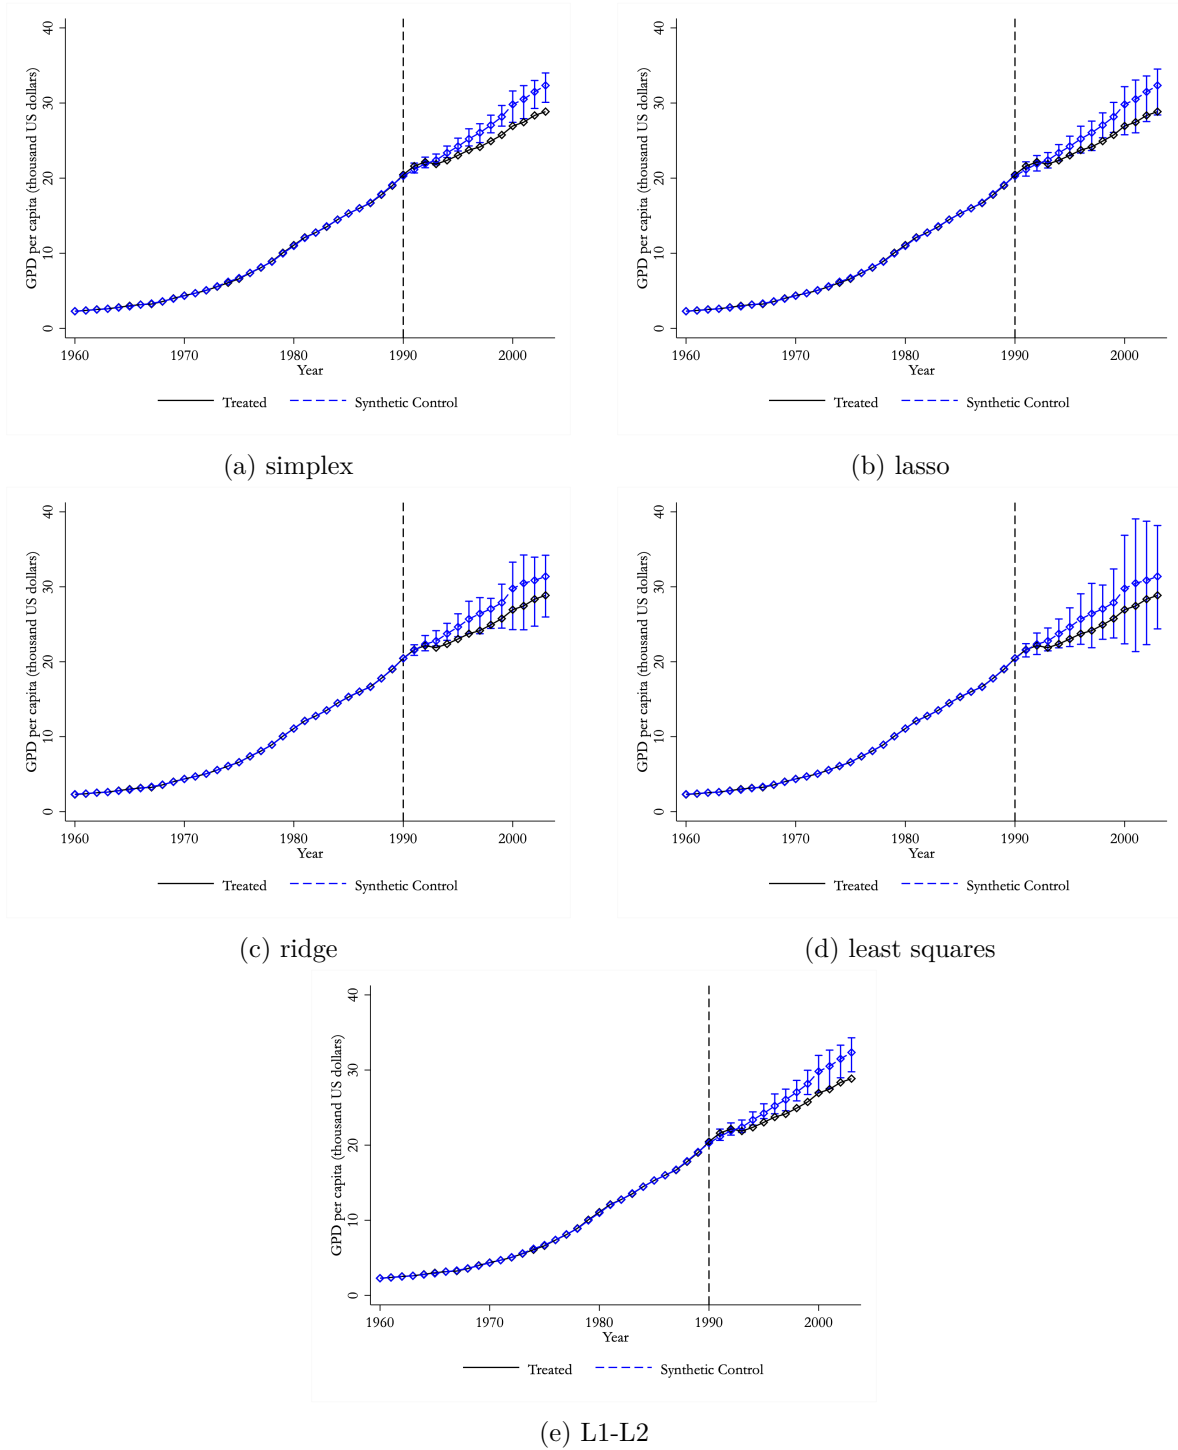 GPD per capita (thousand US dollars)
0 10 20 30 40
1960 1970 1980 1990 2000
Year
Treated Synthetic Control
(a) simplex
GPD per capita (thousand US dollars)
0 10 20 30 40
1960 1970 1980 1990 2000
Year
Treated Synthetic Control
(b) lasso
GPD per capita (thousand US dollars)
0 10 20 30 40
1960 1970 1980 1990 2000
Year
Treated Synthetic Control
(c) ridge
GPD per capita (thousand US dollars)
0 10 20 30 40
1960 1970 1980 1990 2000
Year
Treated Synthetic Control
(d) least squares
GPD per capita (thousand US dollars)
0 10 20 30 40
1960 1970 1980 1990 2000
Year
Treated Synthetic Control
(e) L1-L2